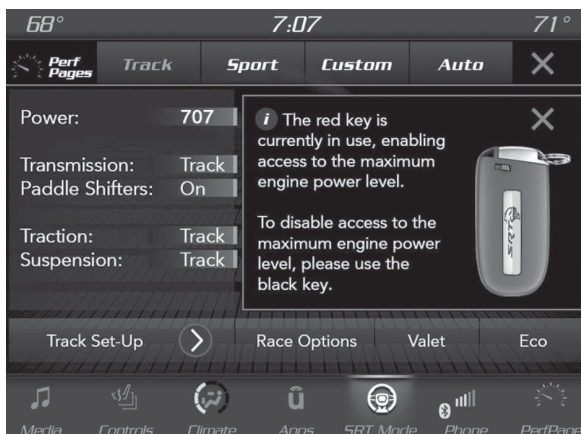 68° 7:07 71°
Perf Pages Track Sport Custom Auto
Power: 707
Transmission: Track
Paddle Shifters: On
Traction: Track
Suspension: Track
i The red key is
currently in use, enabling
access to the maximum
engine power level.
To disable access to the
maximum engine power
level, please use the
black key.
SRT
Track Set-Up Race Options Valet Eco
Media Controls Climate Apps SRT Mode Phone PerfPage